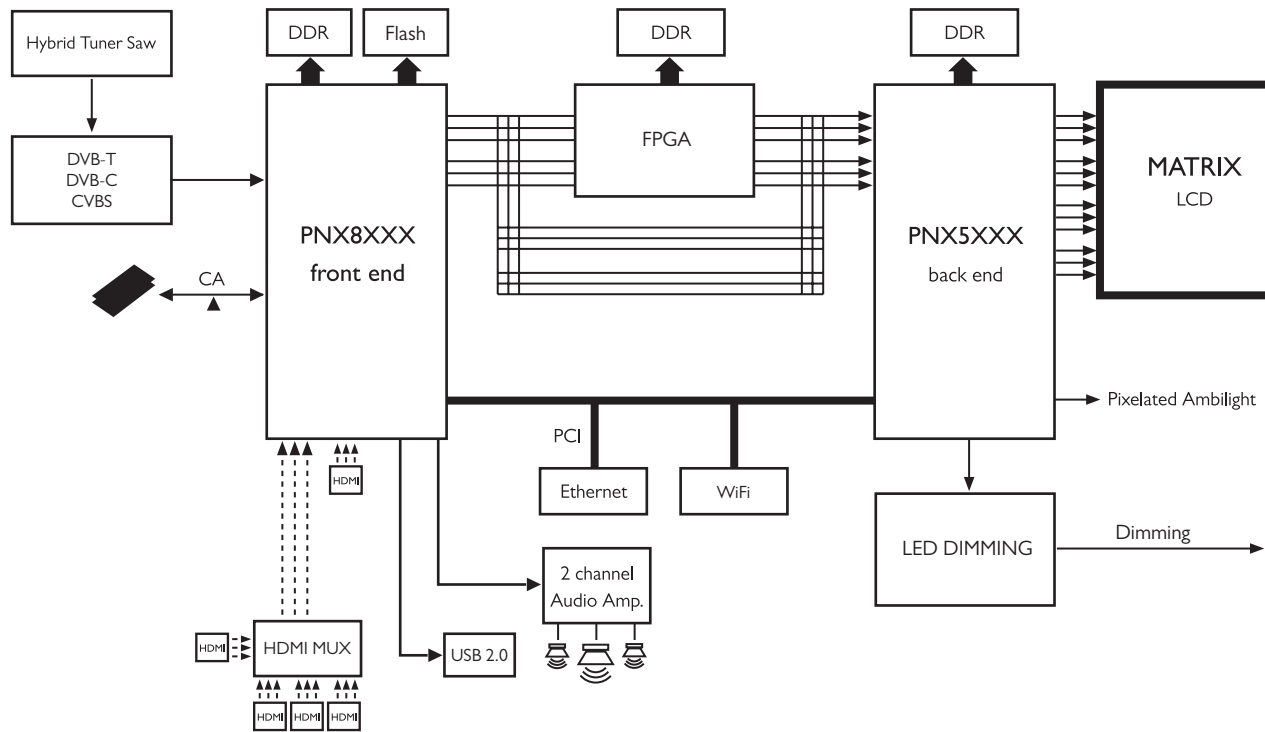 Hybrid Tuner Saw
DDR
Flash
DDR
DDR
DVB-T
DVB-C
CVBS
FPGA
MATRIX
LCD
PNX8XXX
front end
PNX5XXX
back end
CA
Pixelated Ambilight
PCI
HDMI
Ethernet
WiFi
LED DIMMING
Dimming
2 channel
Audio Amp.
HDMI
HDMI MUX
USB 2.0
HDMI
HDMI
HDMI